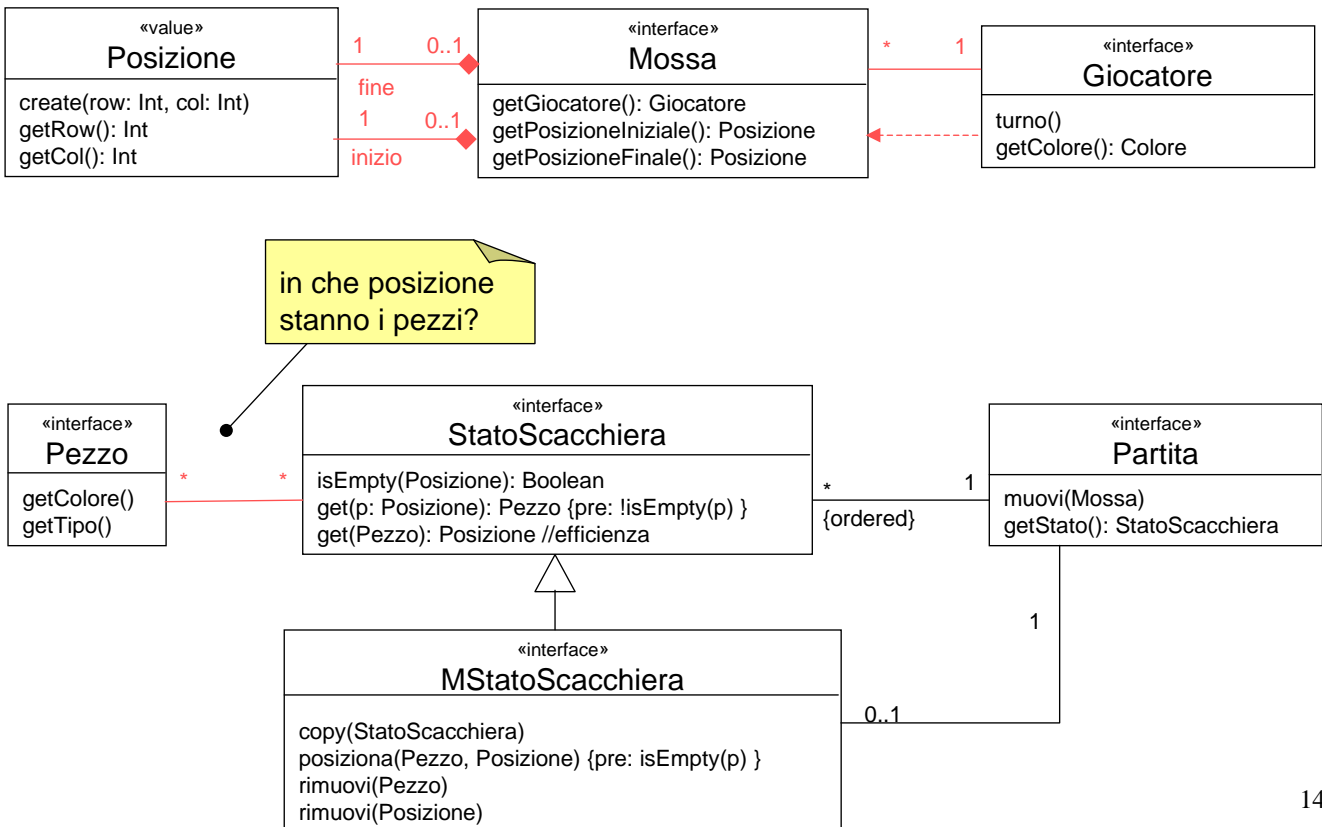 «value»
Posizione
create(row: Int, col: Int)
getRow(): Int
getCol(): Int
1
0..1
fine
1
0..1
inizio
«interface»
Mossa
getGiocatore(): Giocatore
getPosizioneIniziale(): Posizione
getPosizioneFinale(): Posizione
*
1
«interface»
Giocatore
turno()
getColore(): Colore
in che posizione
stanno i pezzi?
«interface»
Pezzo
getColore()
getTipo()
*
*
«interface»
StatoScacchiera
isEmpty(Posizione): Boolean
get(p: Posizione): Pezzo {pre: !isEmpty(p) }
get(Pezzo): Posizione //efficienza
*
1
{ordered}
«interface»
Partita
muovi(Mossa)
getStato(): StatoScacchiera
1
0..1
«interface»
MStatoScacchiera
copy(StatoScacchiera)
posiziona(Pezzo, Posizione) {pre: isEmpty(p) }
rimuovi(Pezzo)
rimuovi(Posizione)
14